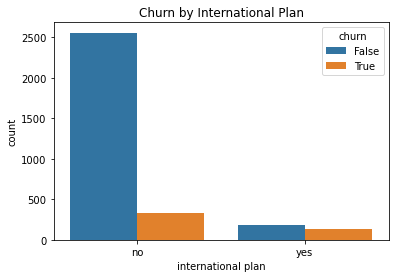 Churn by International Plan
churn
False
True
2500
2000
1500
1000
500
0
count
no
yes
international plan